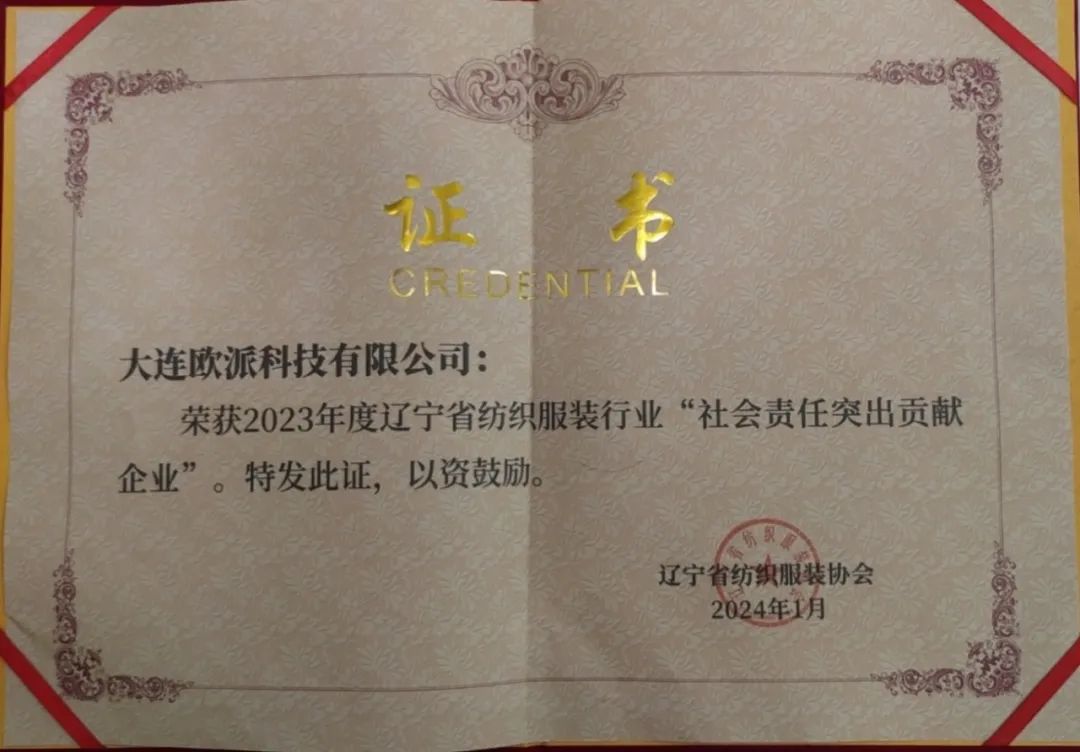 证 书
CREDENTIAL
大连欧派科技有限公司：
荣获2023年度辽宁省纺织服装行业“社会责任突出贡献
企业”。特发此证，以资鼓励。
辽宁省纺织服装协会
2024年1月